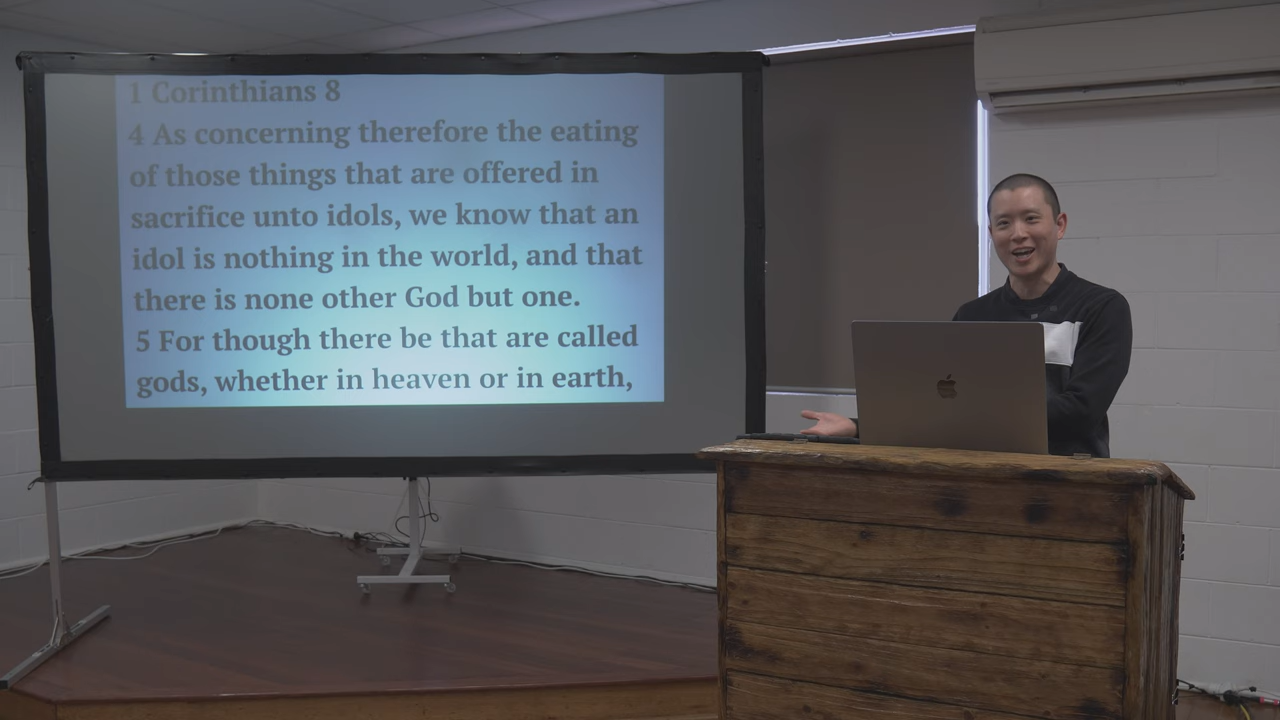 1 Corinthians 8
4 As concerning therefore the eating
of those things that are offered in
sacrifice unto idols, we know that an
idol is nothing in the world, and that
there is none other God but one.
5 For though there be that are called
gods, whether in heaven or in earth,